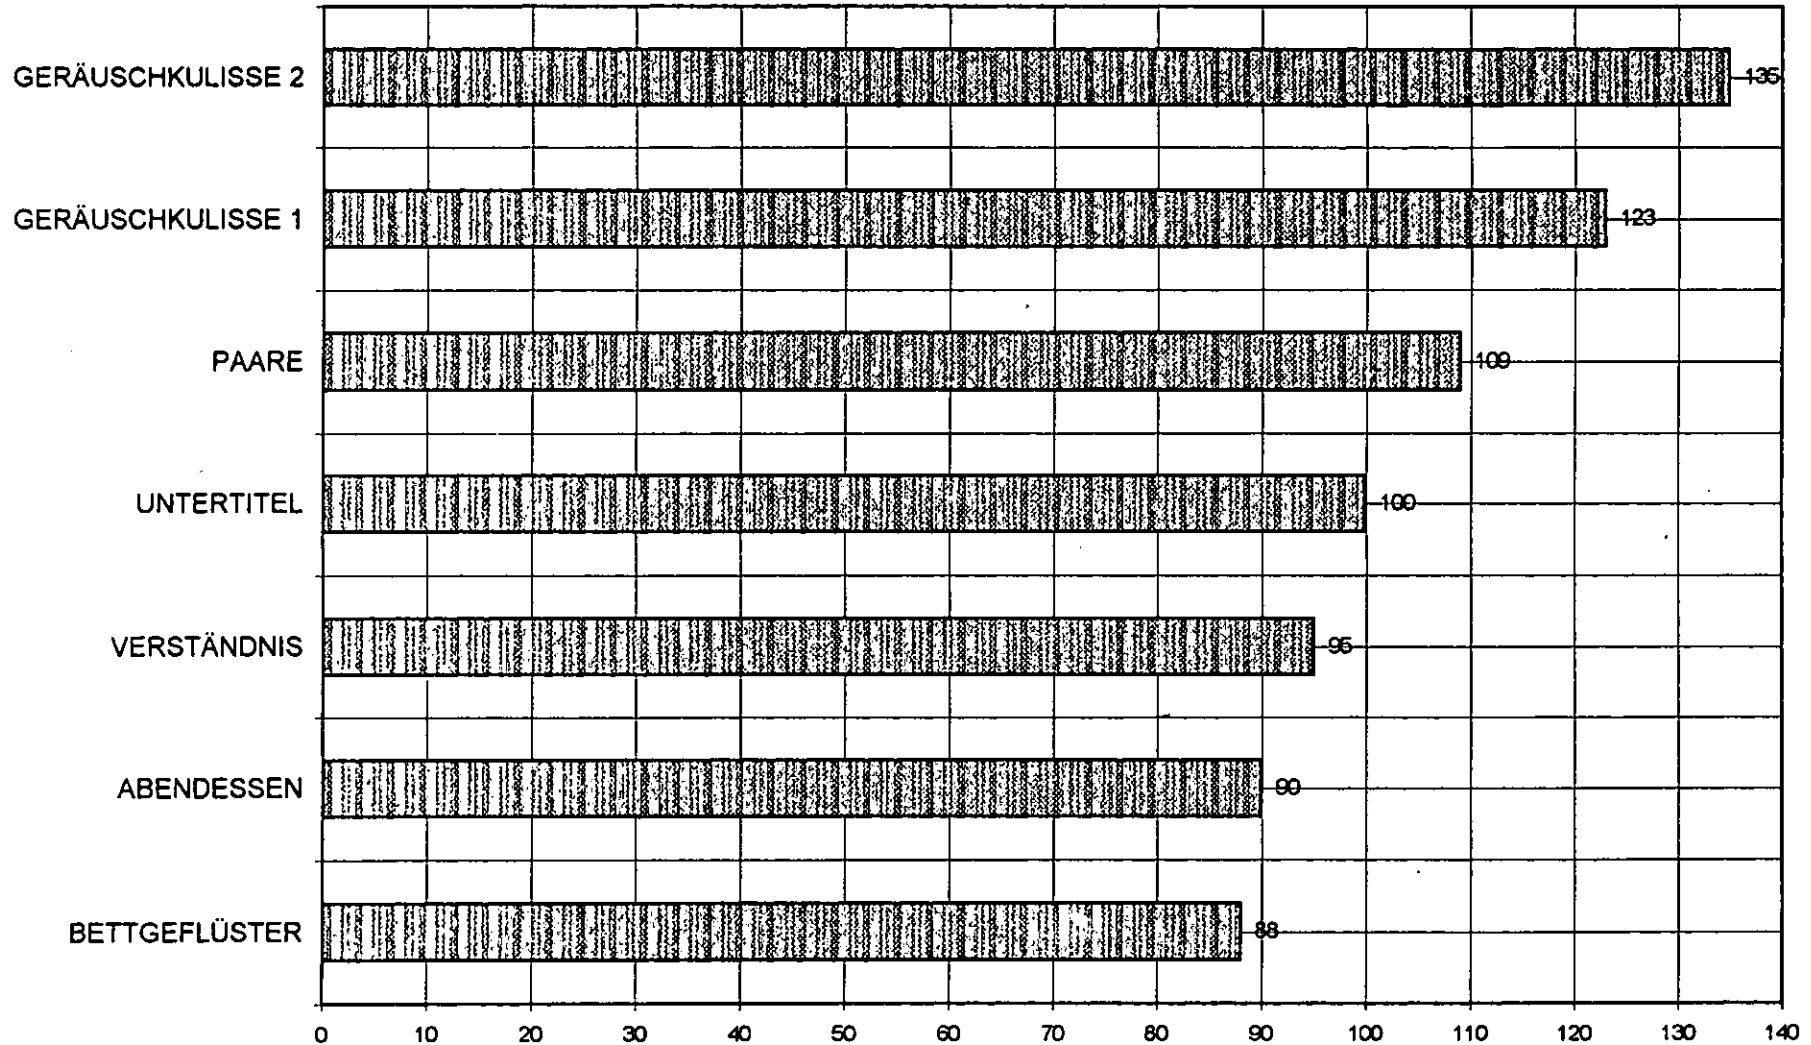 GERÄUSCHKULISSE 2 135
GERÄUSCHKULISSE 1 123
PAARE 109
UNTERTITEL 100
VERSTÄNDNIS 95
ABENDESSEN 90
BETTGEFLÜSTER 88
0 10 20 30 40 50 60 70 80 90 100 110 120 130 140